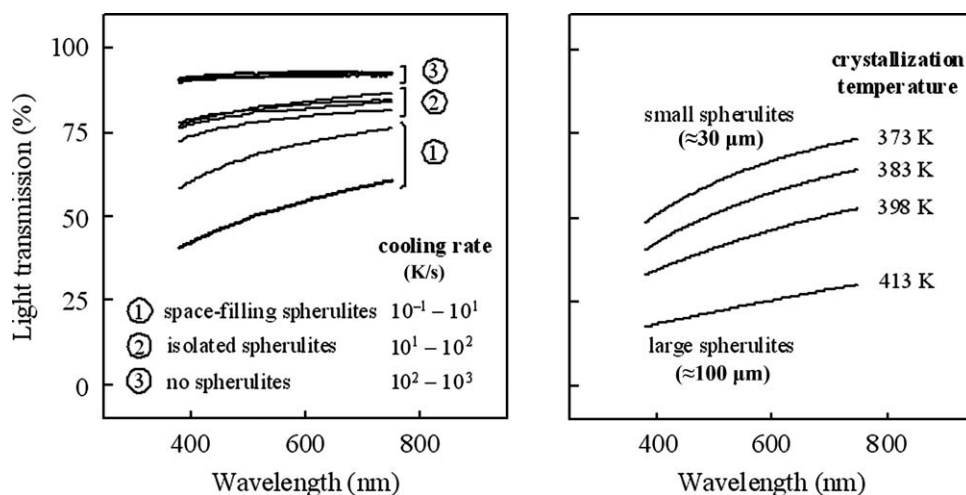 Light transmission (%)
100
75
50
25
0
③
②
①
cooling rate
(K/s)
① space-filling spherulites 10⁻¹ – 10¹
② isolated spherulites 10¹ – 10²
③ no spherulites 10² – 10³
400 600 800
Wavelength (nm)
crystallization
temperature
small spherulites
(≈30 μm)
373 K
383 K
398 K
413 K
large spherulites
(≈100 μm)
400 600 800
Wavelength (nm)